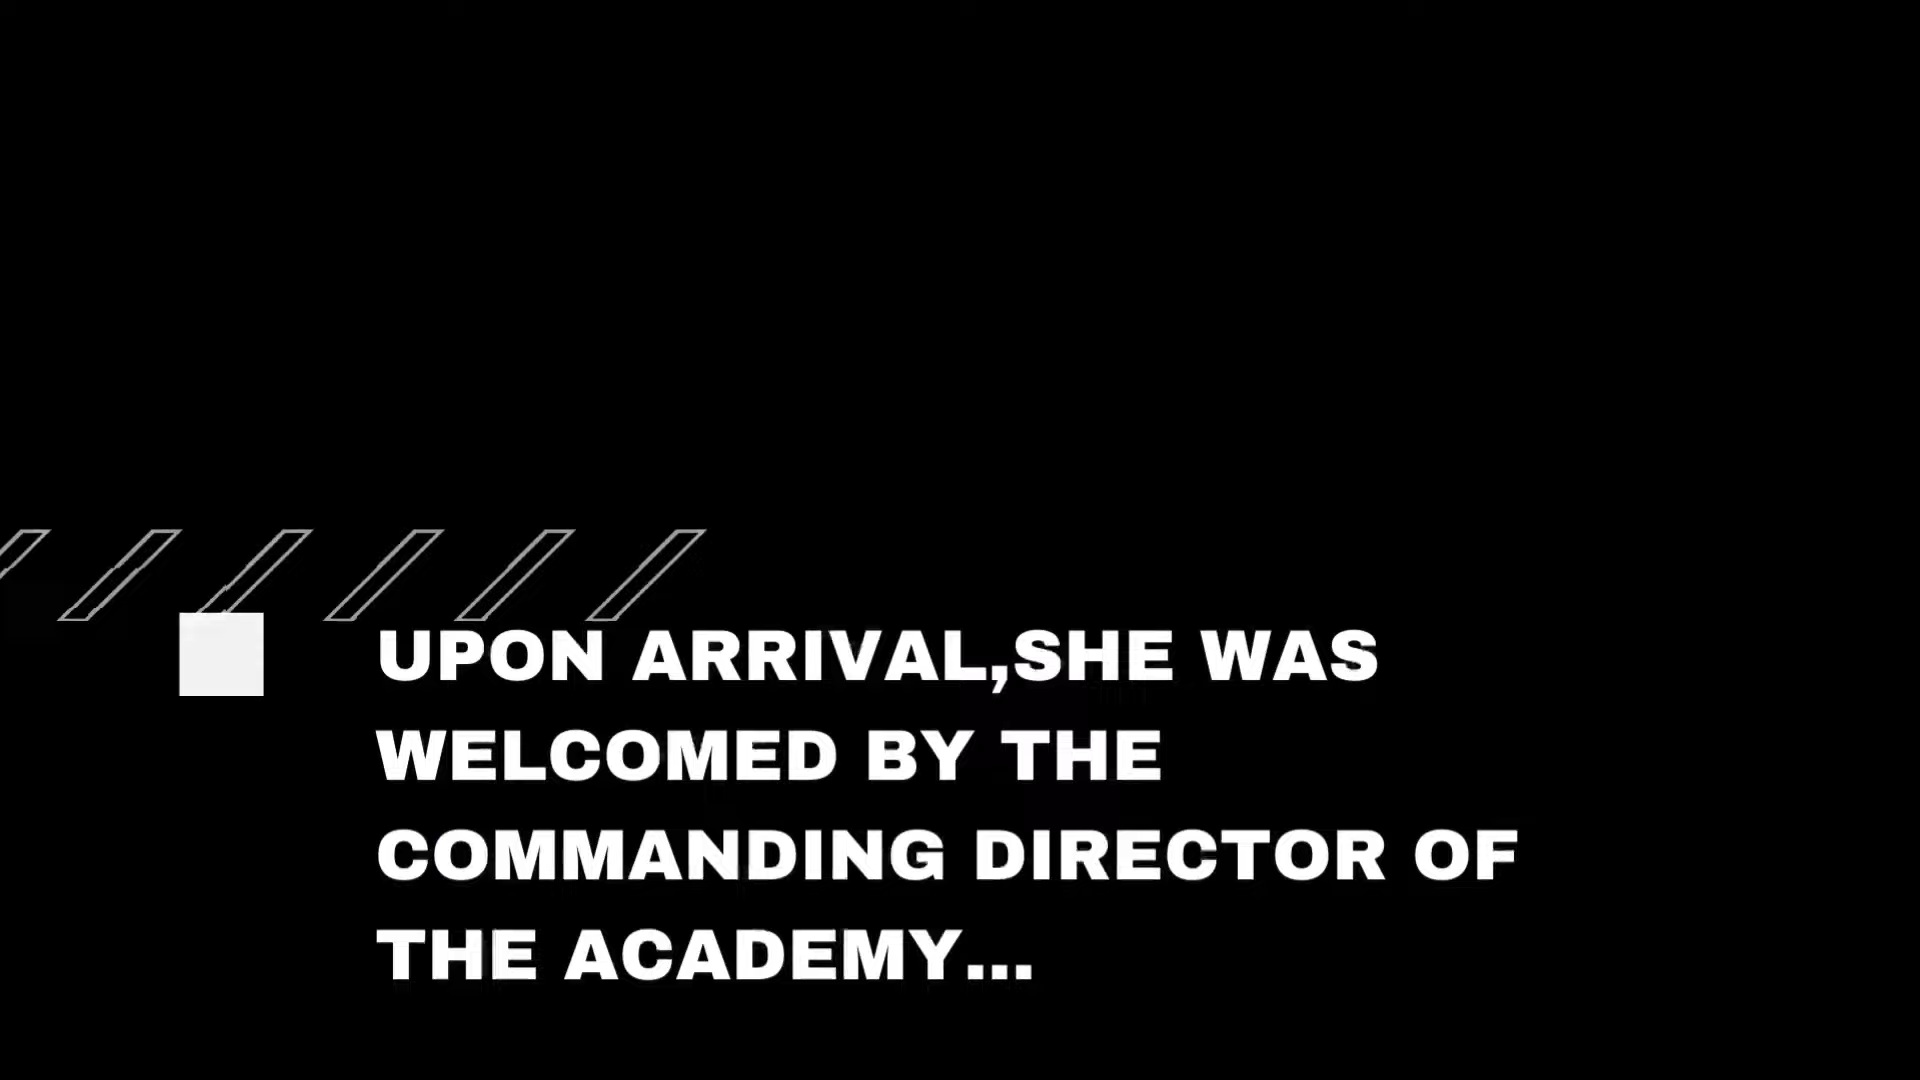 UPON ARRIVAL,SHE WAS
WELCOMED BY THE
COMMANDING DIRECTOR OF
THE ACADEMY...